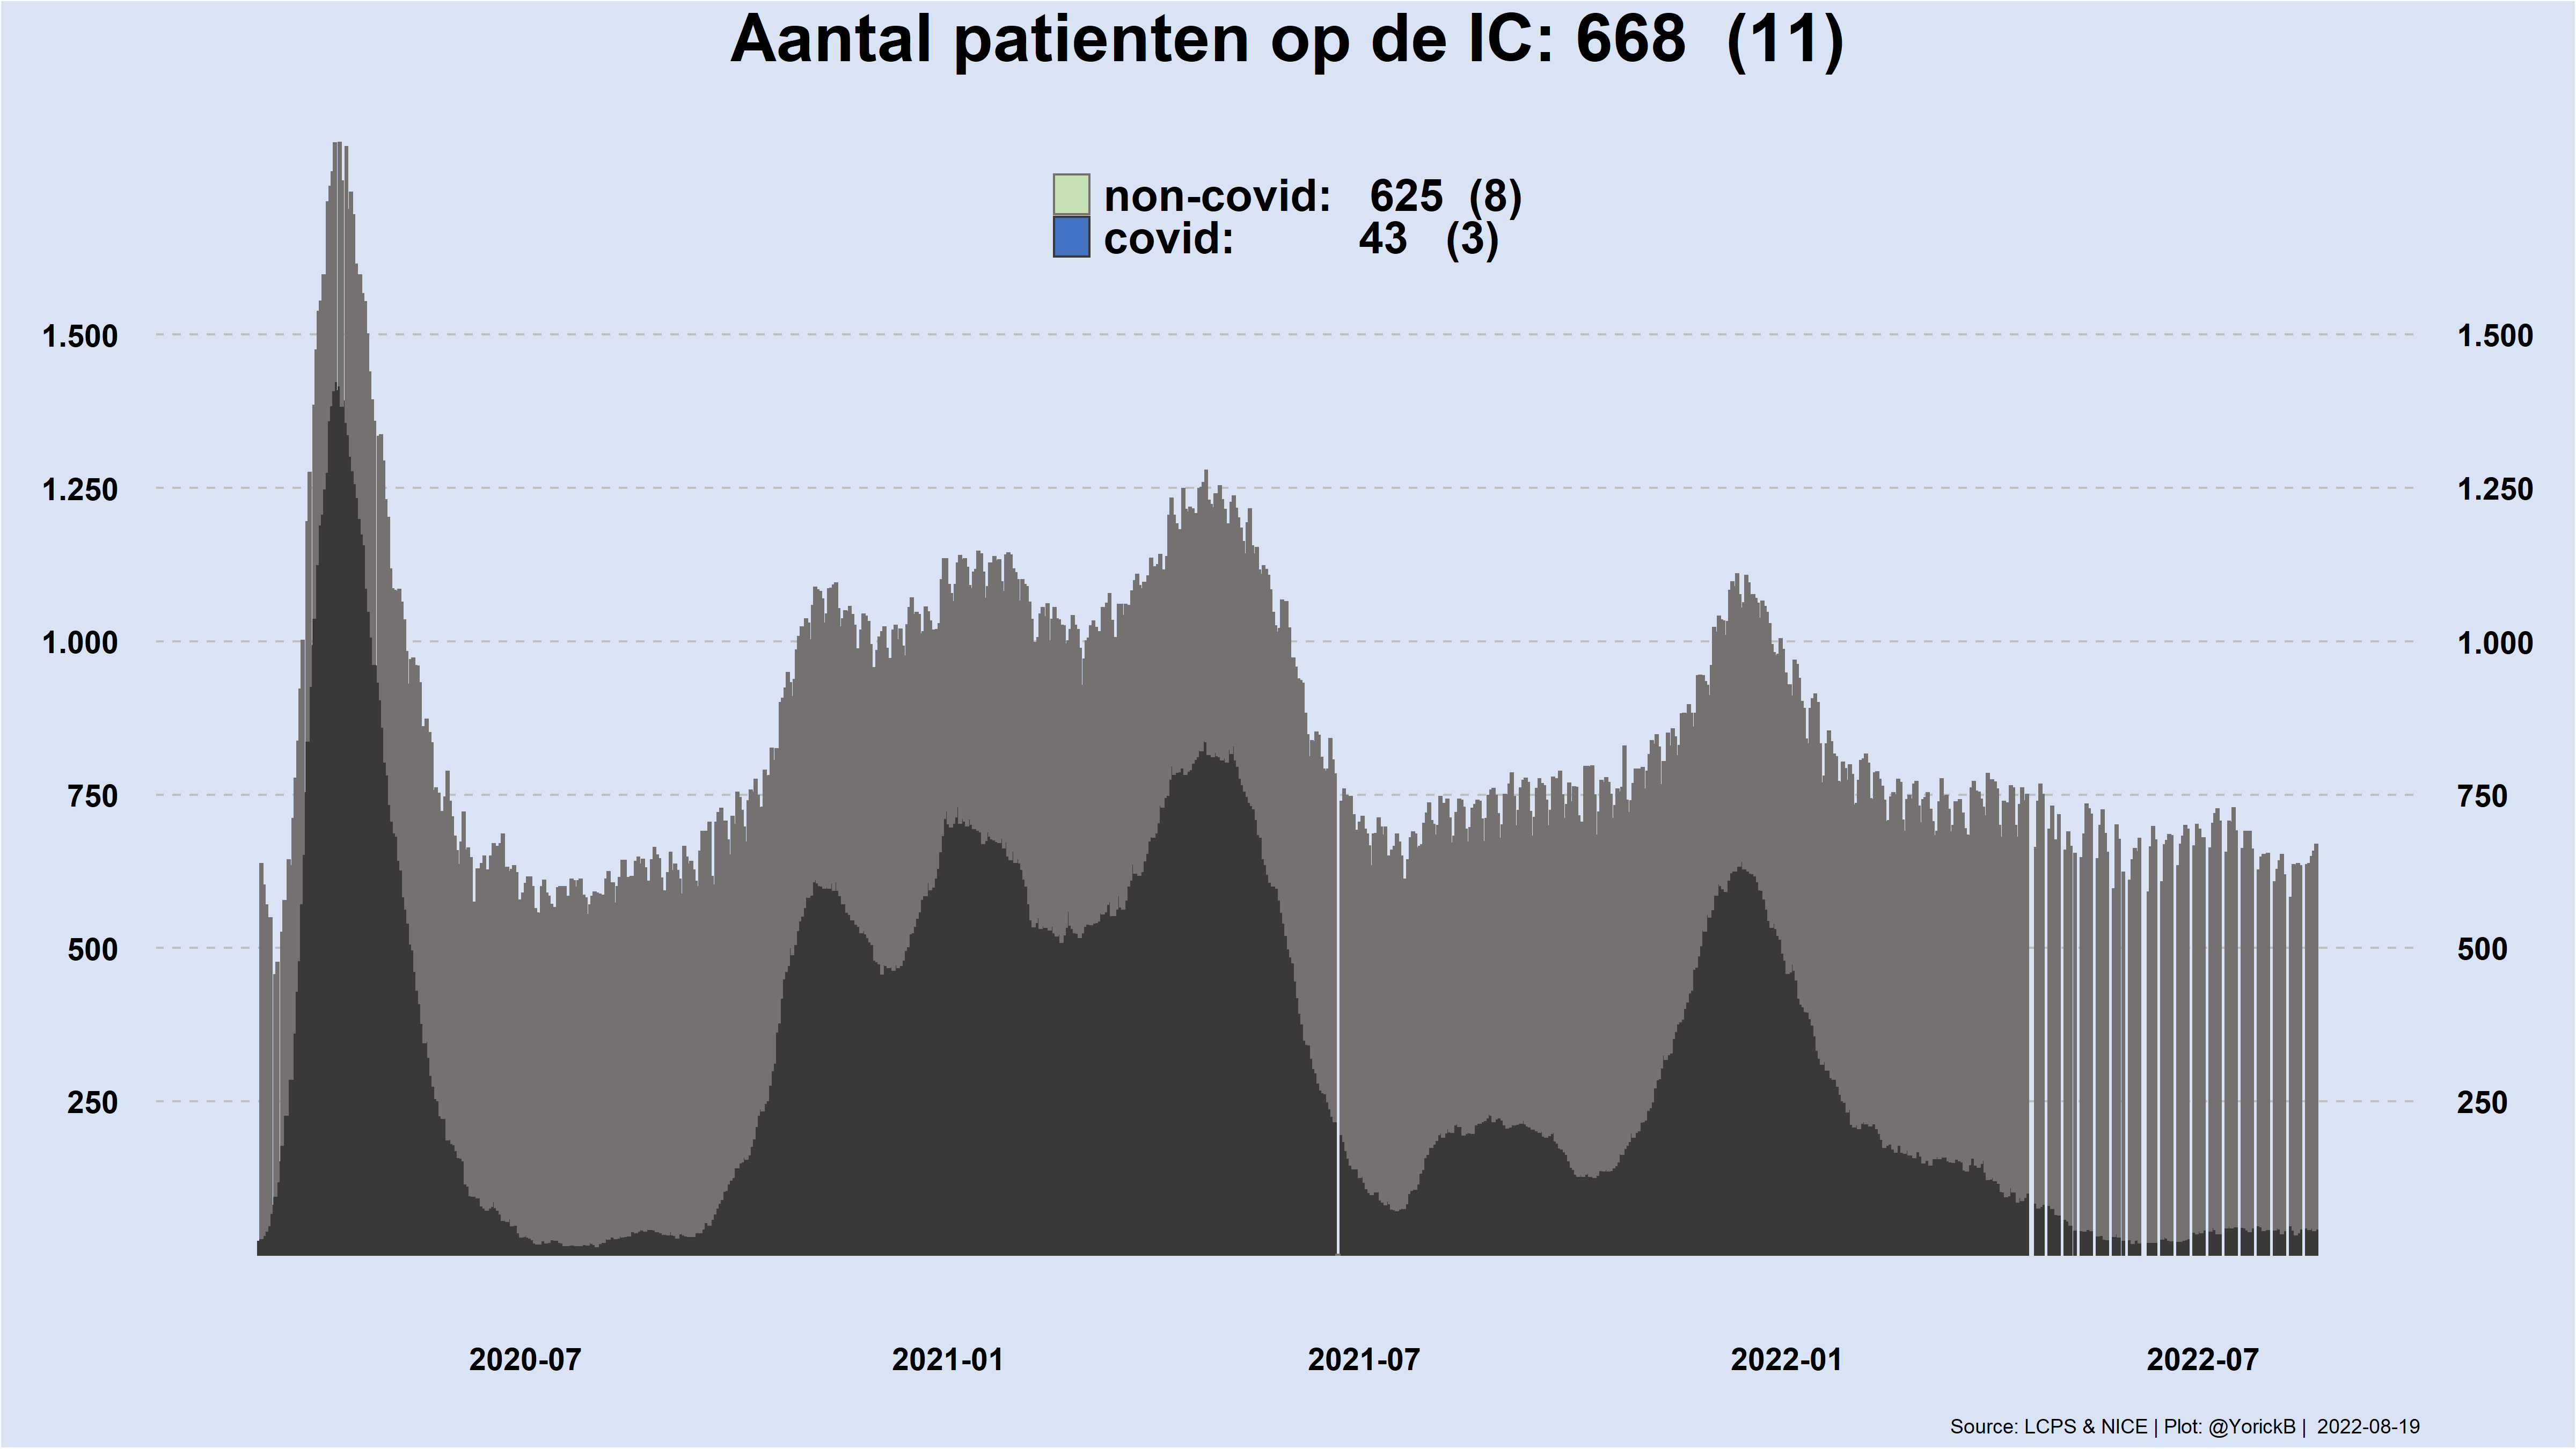 Aantal patienten op de IC: 668 (11)
non-covid: 625 (8)
covid: 43 (3)
1.500 1.500
1.250 1.250
1.000 1.000
750 750
500 500
250 250
2020-07 2021-01 2021-07 2022-01 2022-07
Source: LCPS & NICE | Plot: @YorickB | 2022-08-19